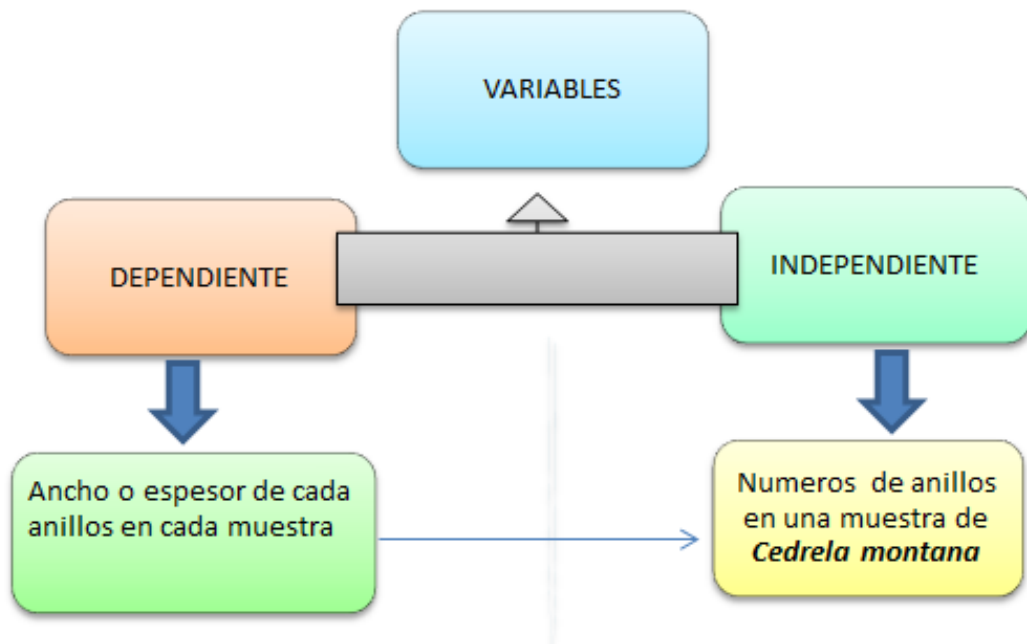 VARIABLES
DEPENDIENTE
INDEPENDIENTE
Ancho o espesor de cada
anillos en cada muestra
Numeros de anillos
en una muestra de
Cedrela montana